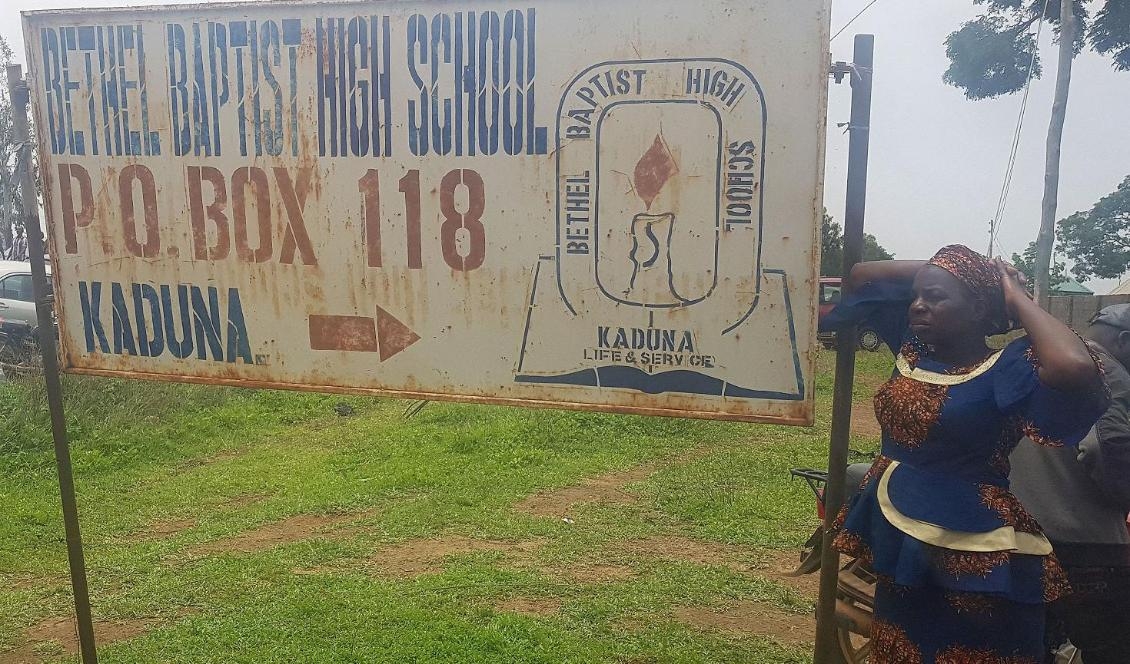 BETHEL BAPTIST HIGH SCHOOL
P.O. BOX 118
KADUNA
BETHEL BAPTIST HIGH SCHOOL
KADUNA
LIFE & SERVICE